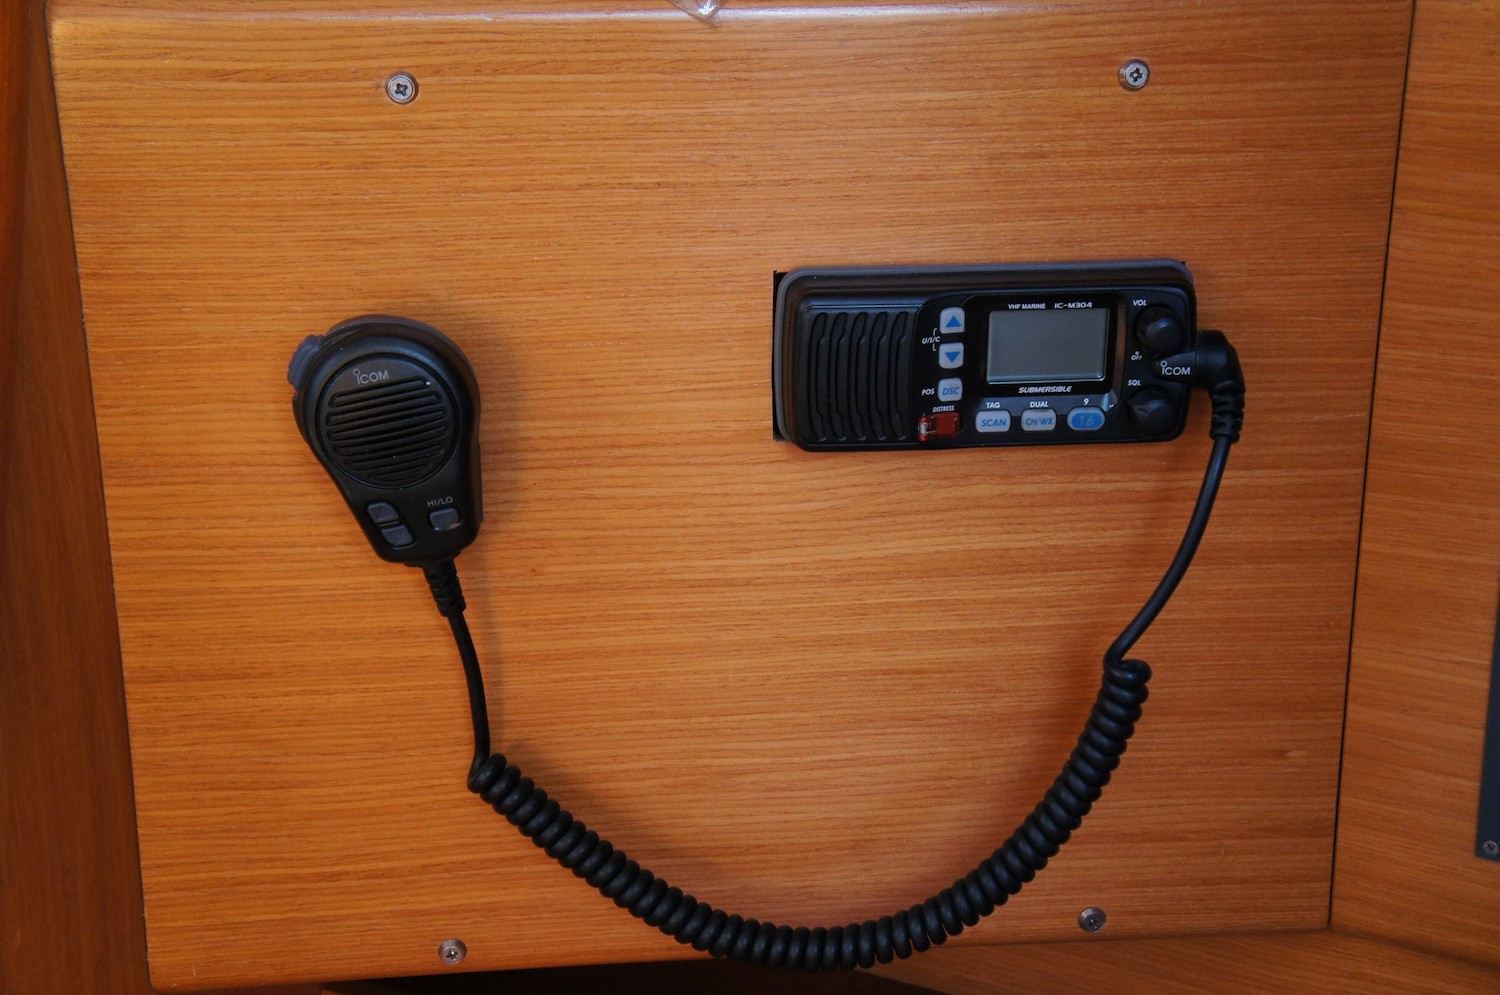 iCOM
HI/LO
VHF MARINE IC-M304
VOL
U/I/C
OFF
iCOM
SUBMERSIBLE
SQL
POS DSC
DISTRESS
TAG DUAL 9
SCAN CH/WX 16